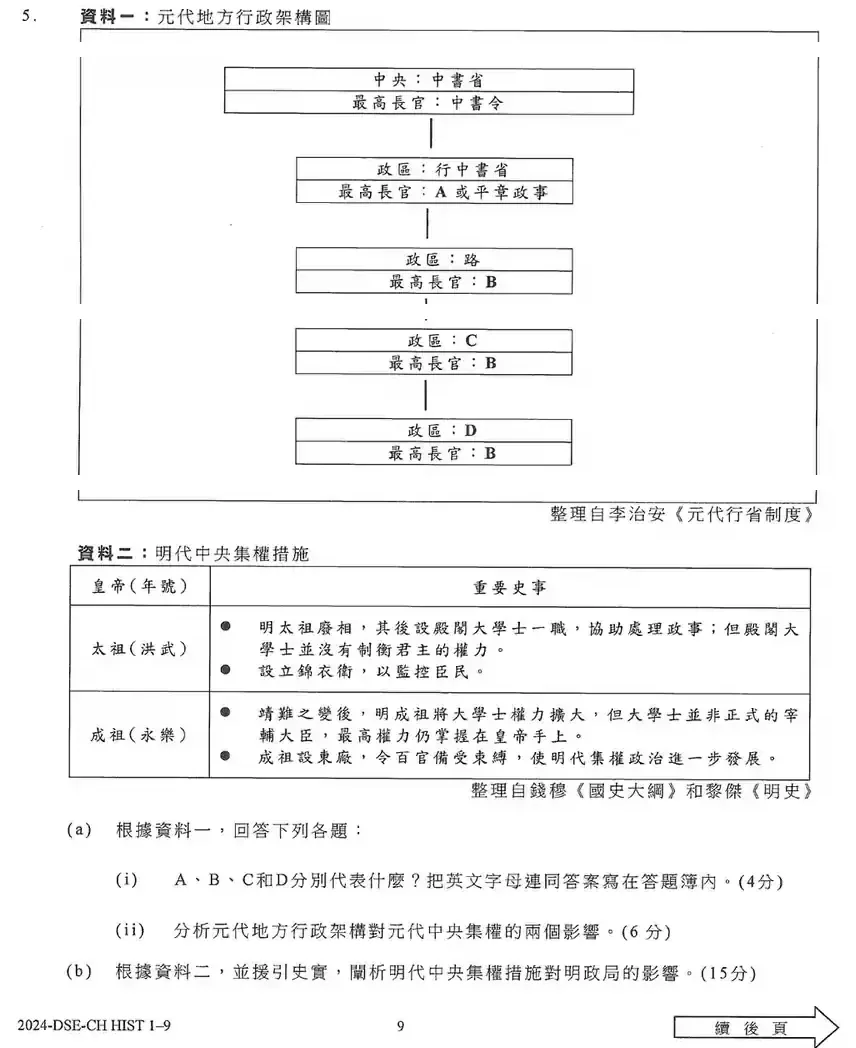 5. 資料一：元代地方行政架構圖
中央：中書省
最高長官：中書令
政區：行中書省
最高長官：A 或平章政事
政區：路
最高長官：B
政區：C
最高長官：B
政區：D
最高長官：B
整理自李治安《元代行省制度》
資料二：明代中央集權措施
皇帝(年號) 重要史事
太祖(洪武)
● 明太祖廢相，其後設殿閣大學士一職，協助處理政事；但殿閣大
學士並沒有制衡君主的權力。
● 設立錦衣衛，以監控臣民。
成祖(永樂)
● 靖難之變後，明成祖將大學士權力擴大，但大學士並非正式的宰
輔大臣，最高權力仍掌握在皇帝手上。
● 成祖設東廠，令百官備受束縛，使明代集權政治進一步發展。
整理自錢穆《國史大綱》和黎傑《明史》
(a) 根據資料一，回答下列各題：
(i) A、B、C和D分別代表什麼？把英文字母連同答案寫在答題簿內。(4分)
(ii) 分析元代地方行政架構對元代中央集權的兩個影響。(6 分)
(b) 根據資料二，並援引史實，闡析明代中央集權措施對明政局的影響。(15分)
2024-DSE-CH HIST 1–9 9 續後頁